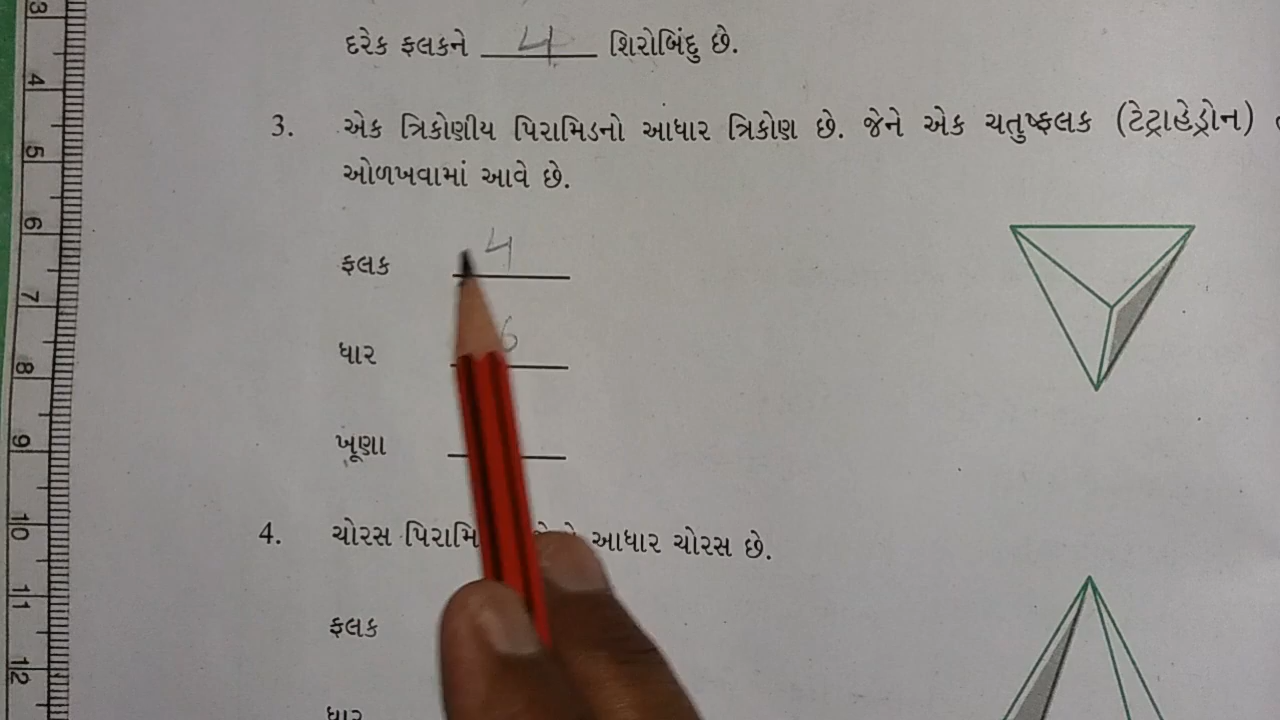 3
4
5
6
7
8
9
10
11
12
દરેક ફલકને 4 શિરોબિંદુ છે.
3. એક ત્રિકોણીય પિરામિડનો આધાર ત્રિકોણ છે. જેને એક ચતુષ્ફલક (ટેટ્રાહેડ્રોન)
ઓળખવામાં આવે છે.
ફલક 4
ધાર 6
ખૂણા
4. ચોરસ આધાર ચોરસ છે.
ફલક
ધાર